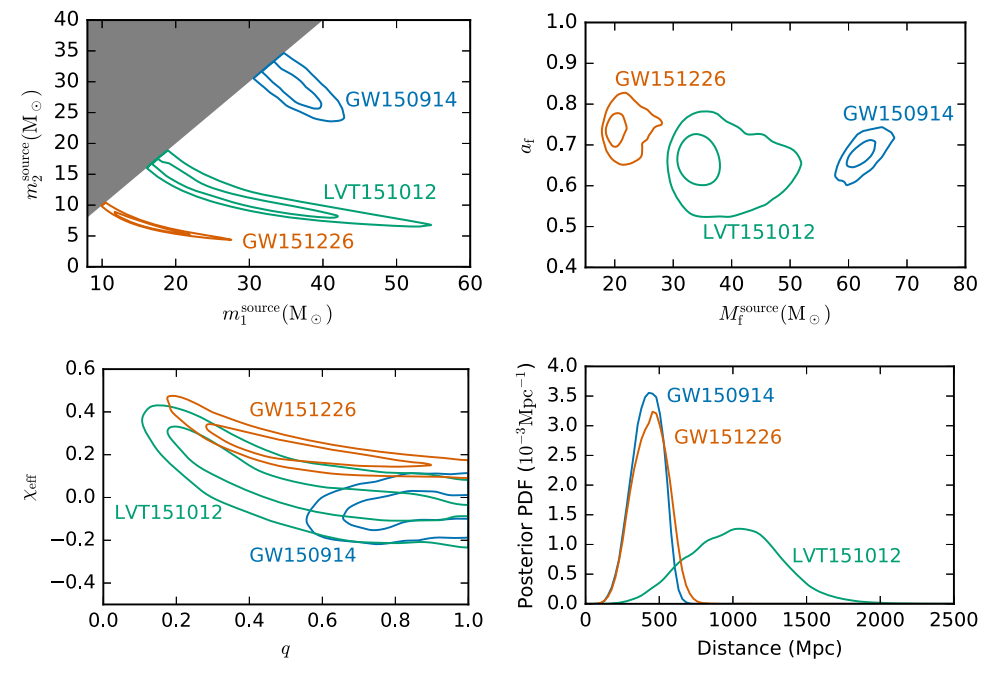 40
35
30
25
20
15
10
5
0
m₂^source(M⊙)
GW150914
LVT151012
GW151226
10 20 30 40 50 60
m₁^source(M⊙)
1.0
0.9
0.8
0.7
0.6
0.5
0.4
a_f
GW151226
GW150914
LVT151012
20 30 40 50 60 70 80
M_f^source(M⊙)
0.6
0.4
0.2
0.0
−0.2
−0.4
χ_eff
GW151226
LVT151012
GW150914
0.0 0.2 0.4 0.6 0.8 1.0
q
4.0
3.5
3.0
2.5
2.0
1.5
1.0
0.5
0.0
Posterior PDF (10⁻³Mpc⁻¹)
GW150914
GW151226
LVT151012
0 500 1000 1500 2000 2500
Distance (Mpc)